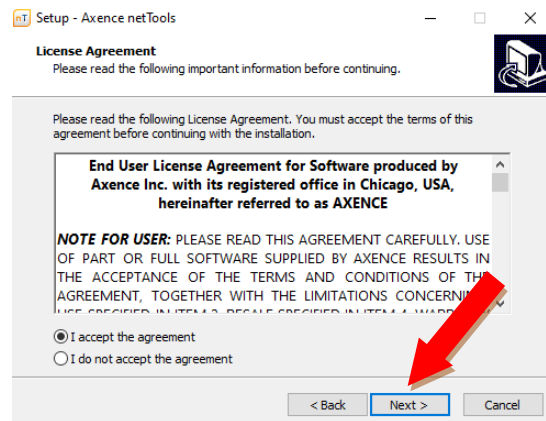 nT Setup - Axence netTools
License Agreement
Please read the following important information before continuing.
Please read the following License Agreement. You must accept the terms of this
agreement before continuing with the installation.
End User License Agreement for Software produced by
Axence Inc. with its registered office in Chicago, USA,
hereinafter referred to as AXENCE
NOTE FOR USER: PLEASE READ THIS AGREEMENT CAREFULLY. USE
OF PART OR FULL SOFTWARE SUPPLIED BY AXENCE RESULTS IN
THE ACCEPTANCE OF THE TERMS AND CONDITIONS OF THE
AGREEMENT, TOGETHER WITH THE LIMITATIONS
I accept the agreement
I do not accept the agreement
< Back
Next >
Cancel